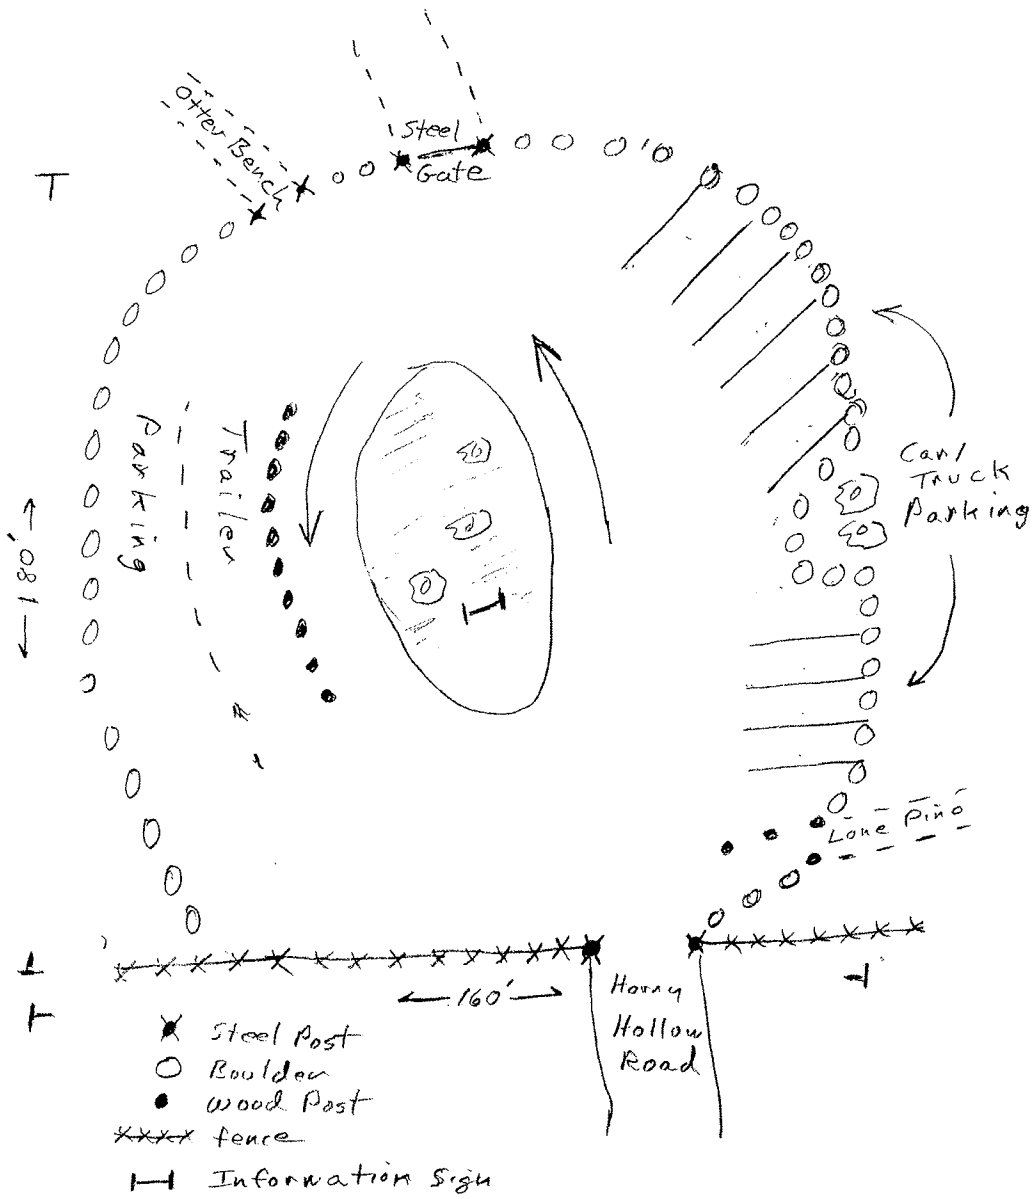 Otter Bench
Steel
Gate
Parking
Trailer
180'
Car/
Truck
Parking
Lone Pine
160'
Horny
Hollow
Road
Steel Post
Boulder
Wood Post
fence
Information Sign